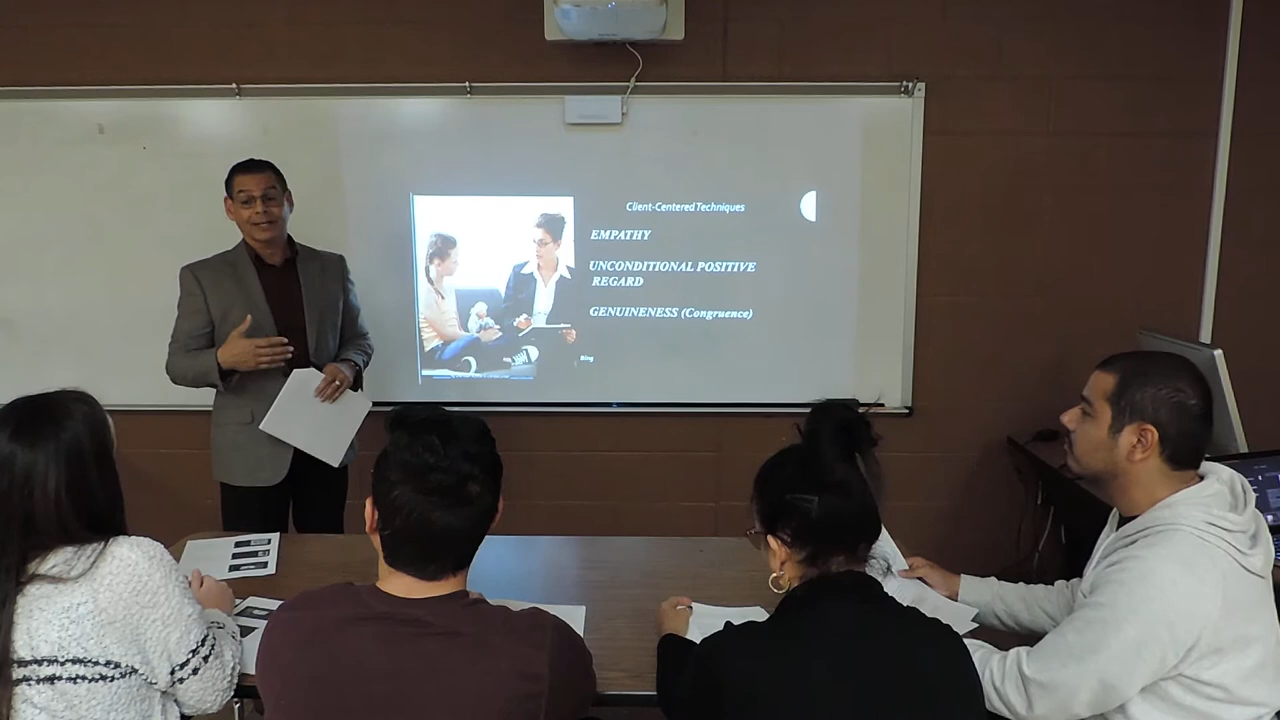 Client-Centered Techniques
EMPATHY
UNCONDITIONAL POSITIVE
REGARD
GENUINENESS (Congruence)
Bing